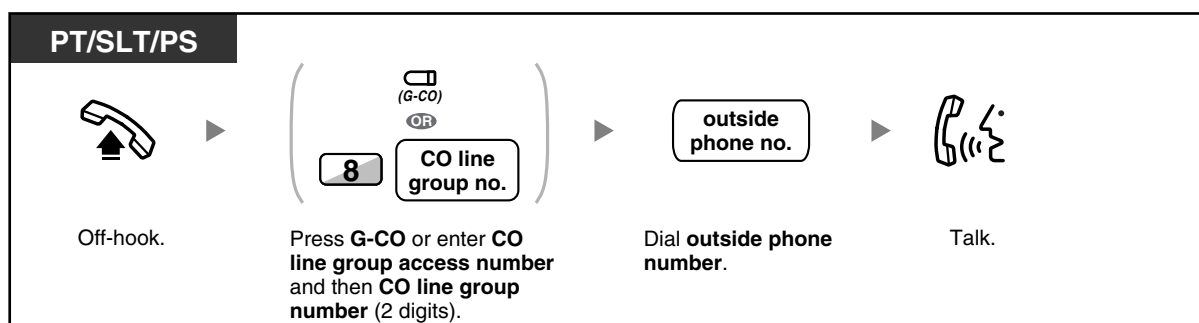 PT/SLT/PS
(G-CO)
OR
8
CO line
group no.
outside
phone no.
Off-hook.
Press G-CO or enter CO
line group access number
and then CO line group
number (2 digits).
Dial outside phone
number.
Talk.